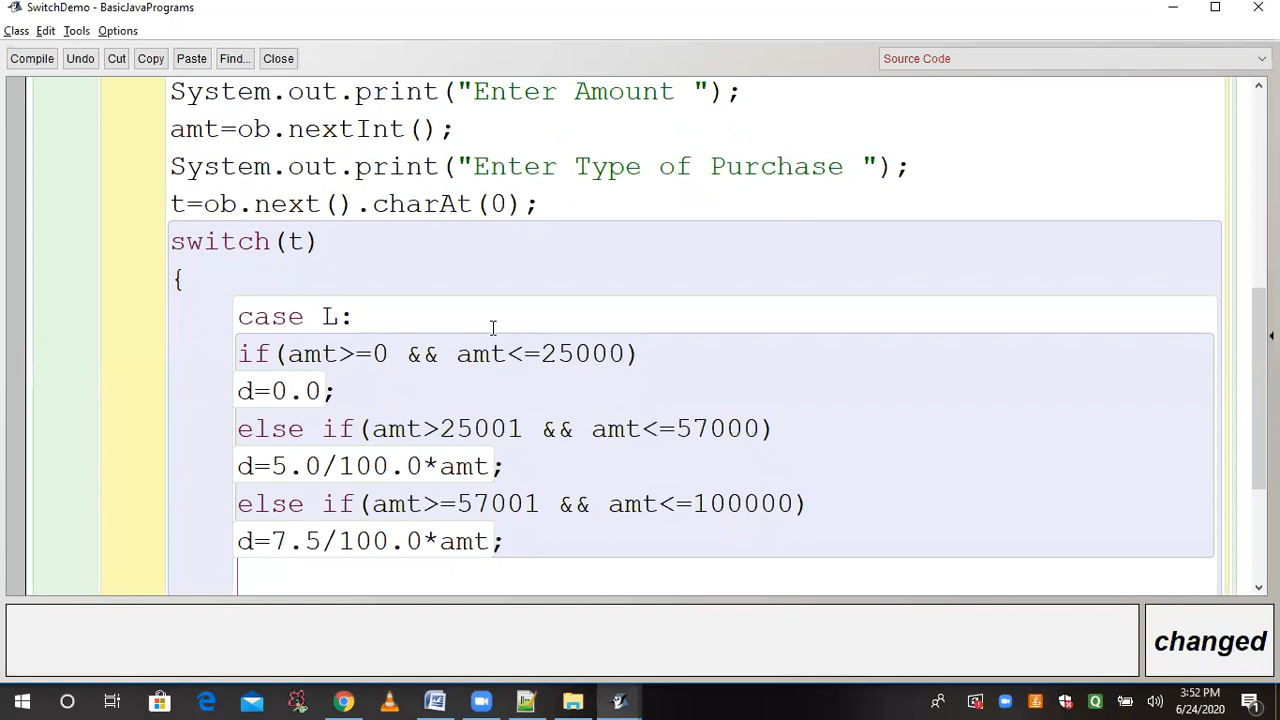 SwitchDemo - BasicJavaPrograms
Class Edit Tools Options
Compile Undo Cut Copy Paste Find... Close Source Code
System.out.print("Enter Amount ");
amt=ob.nextInt();
System.out.print("Enter Type of Purchase ");
t=ob.next().charAt(0);
switch(t)
{
case L:
if(amt>=0 && amt<=25000)
d=0.0;
else if(amt>25001 && amt<=57000)
d=5.0/100.0*amt;
else if(amt>=57001 && amt<=100000)
d=7.5/100.0*amt;
changed
3:52 PM
6/24/2020